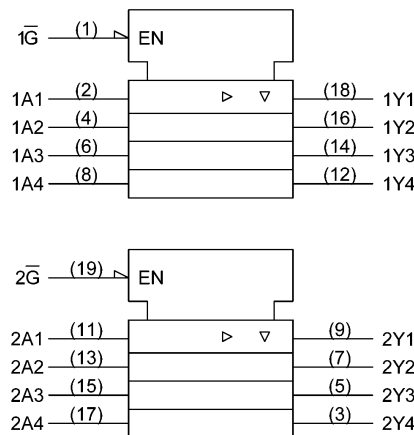 1G̅ (1) EN
1A1 (2) (18) 1Y1
1A2 (4) (16) 1Y2
1A3 (6) (14) 1Y3
1A4 (8) (12) 1Y4
2G̅ (19) EN
2A1 (11) (9) 2Y1
2A2 (13) (7) 2Y2
2A3 (15) (5) 2Y3
2A4 (17) (3) 2Y4